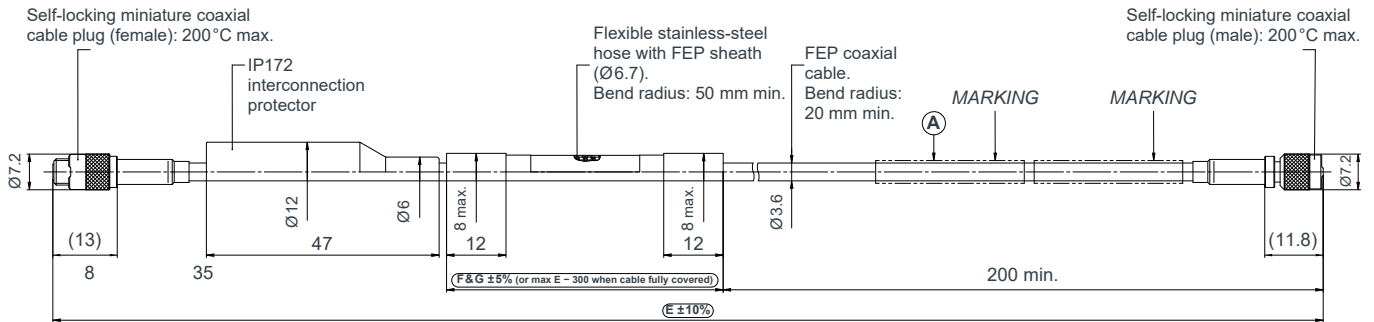 Self-locking miniature coaxial
cable plug (female): 200°C max.
IP172
interconnection
protector
Flexible stainless-steel
hose with FEP sheath
(Ø6.7).
Bend radius: 50 mm min.
FEP coaxial
cable.
Bend radius:
20 mm min.
Self-locking miniature coaxial
cable plug (male): 200°C max.
MARKING
MARKING
A
Ø7.2
Ø12
Ø6
8 max.
8 max.
Ø3.6
Ø7.2
(13)
47
12
12
(11.8)
8
35
F&G ±5% (or max E – 300 when cable fully covered)
200 min.
E ±10%